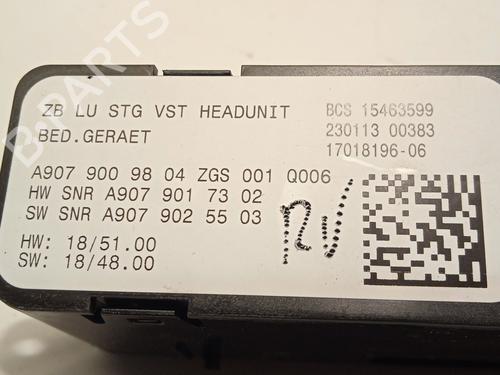 ZB LU STG VST HEADUNIT
BED.GERAET
BCS 15463599
230113 00383
17018196-06
A907 900 98 04 ZGS 001 Q006
HW SNR A907 901 73 02
SW SNR A907 902 55 03
HW: 18/51.00
SW: 18/48.00
B-PARTS